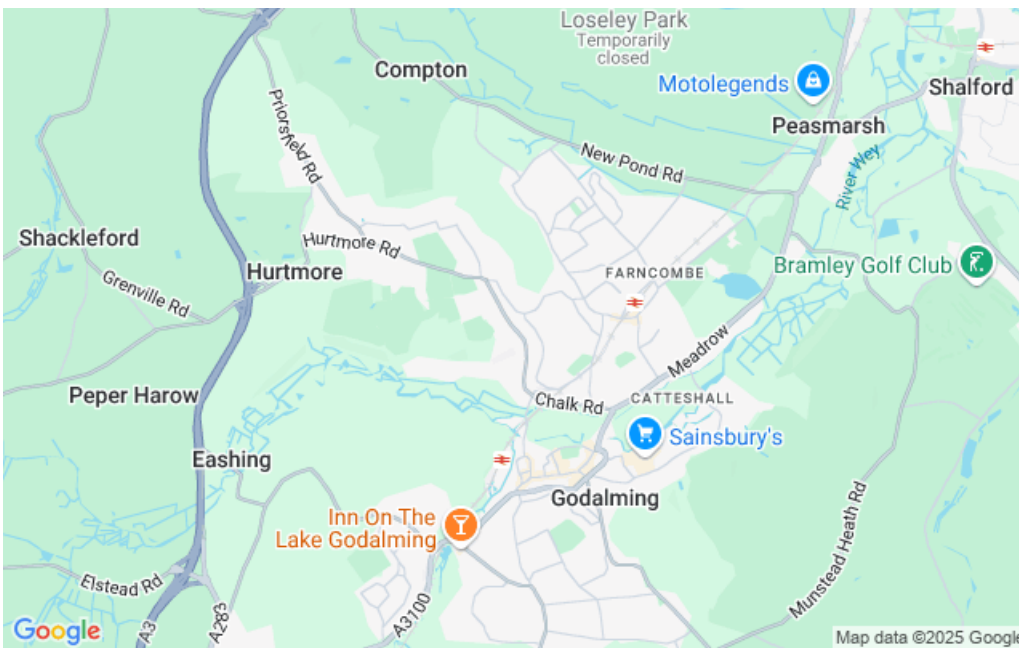 Loseley Park
Temporarily
closed
Compton
Motolegends
Shalford
Priorsfield Rd
Peasmarsh
New Pond Rd
River Wey
Shackleford
Hurtmore Rd
Hurtmore
FARNCOMBE
Bramley Golf Club
Grenville Rd
Meadrow
Peper Harow
Chalk Rd
CATTESHALL
Sainsbury's
Eashing
Godalming
Inn On The
Lake Godalming
Munstead Heath Rd
Elstead Rd
A3100
A283
A3
Google
Map data ©2025 Google